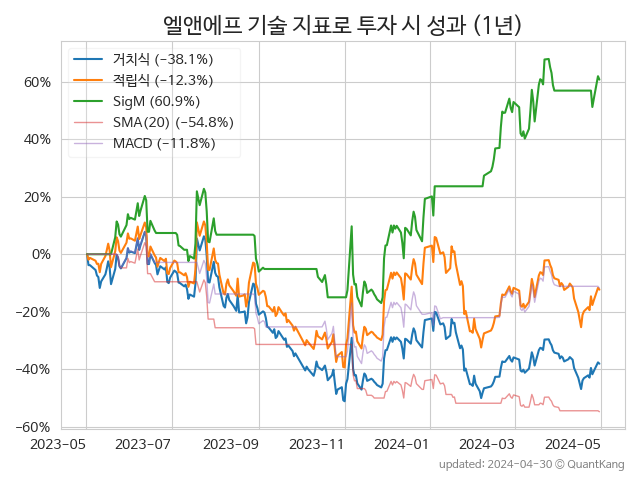 엘앤에프 기술 지표로 투자 시 성과 (1년)
거치식 (−38.1%)
적립식 (−12.3%)
SigM (60.9%)
SMA(20) (−54.8%)
MACD (−11.8%)
60%
40%
20%
0%
−20%
−40%
−60%
2023-05
2023-07
2023-09
2023-11
2024-01
2024-03
2024-05
updated: 2024-04-30 © QuantKang